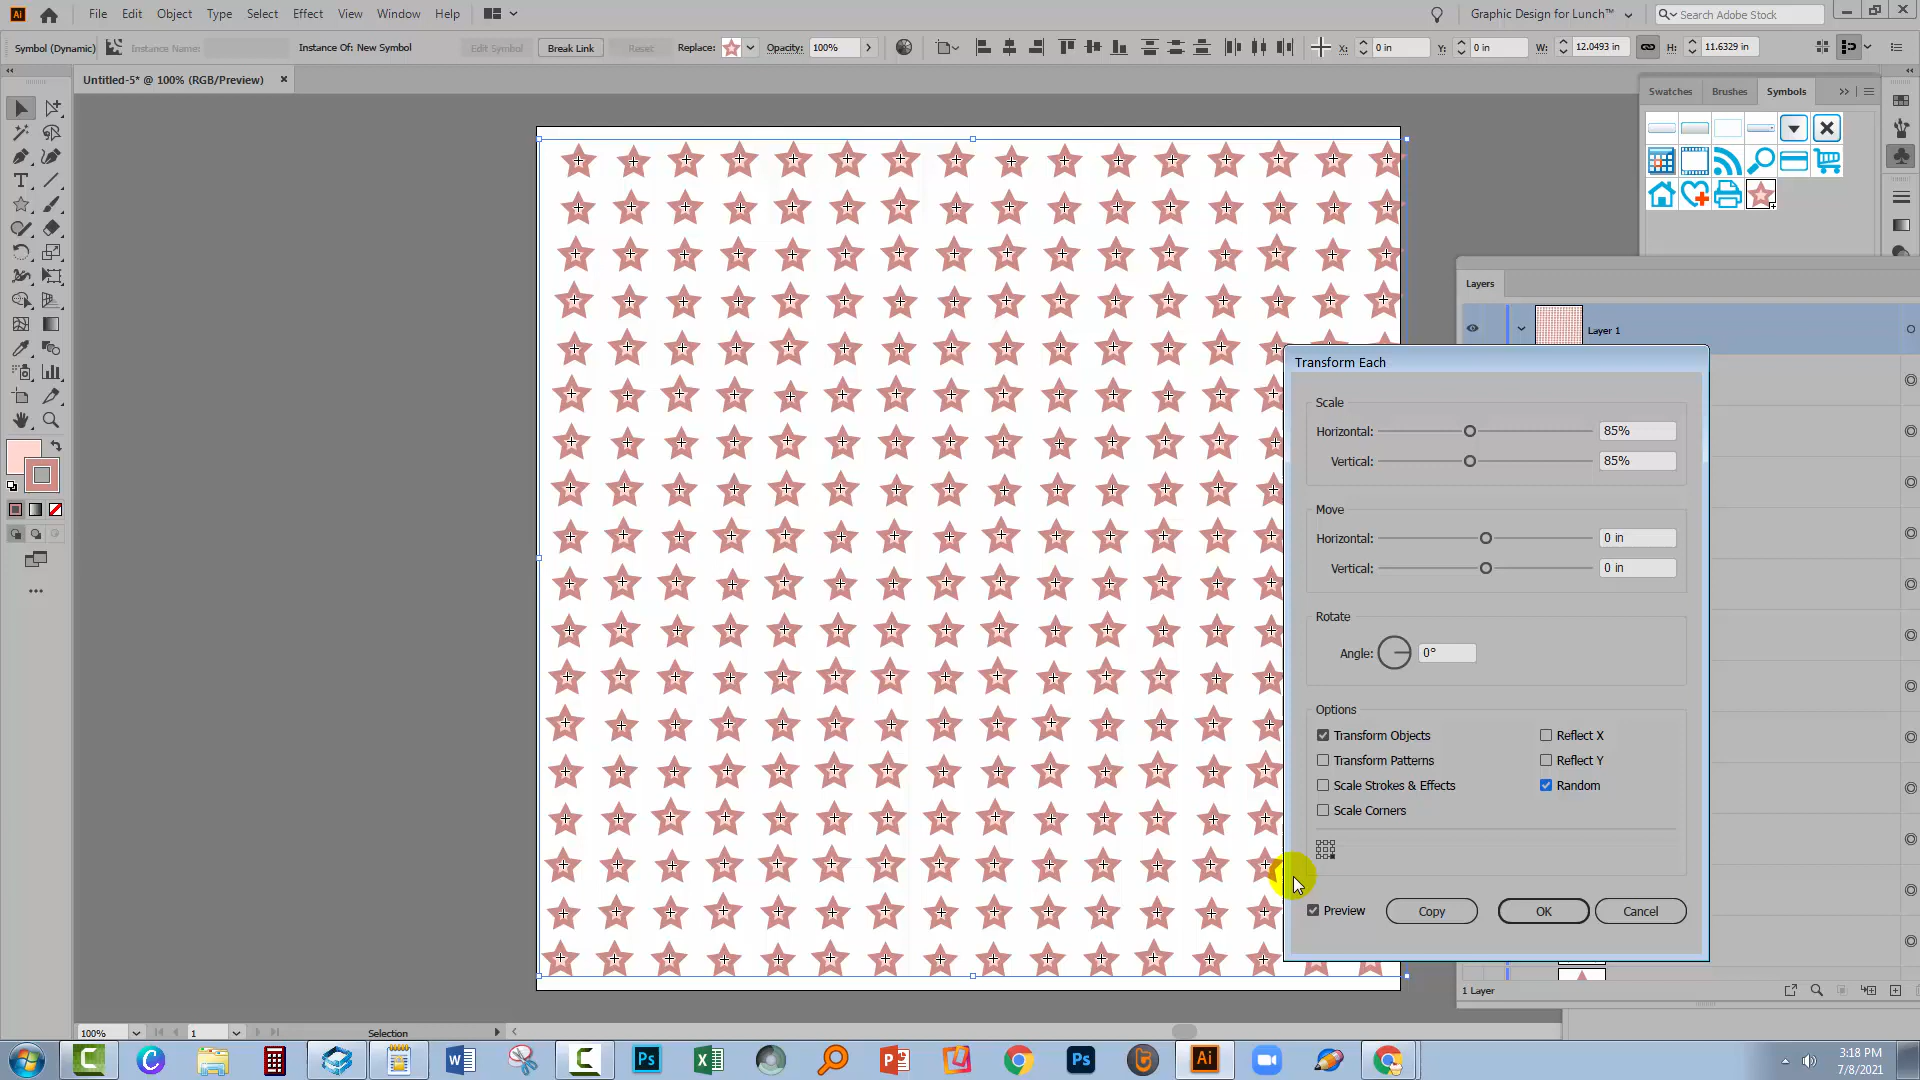 Ai File Edit Object Type Select Effect View Window Help Graphic Design for Lunch™ Search Adobe Stock
Symbol (Dynamic) Instance Name: Instance Of: New Symbol Edit Symbol Break Link Reset Replace: Opacity: 100% X: 0 in Y: 0 in W: 12.0493 in H: 11.6329 in
Untitled-5* @ 100% (RGB/Preview)
Swatches Brushes Symbols
Layers
Layer 1
Transform Each
Scale
Horizontal: 85%
Vertical: 85%
Move
Horizontal: 0 in
Vertical: 0 in
Rotate
Angle: 0°
Options
Transform Objects Reflect X
Transform Patterns Reflect Y
Scale Strokes & Effects Random
Scale Corners
Preview Copy OK Cancel
1 Layer
100% 1 Selection
3:18 PM
7/8/2021